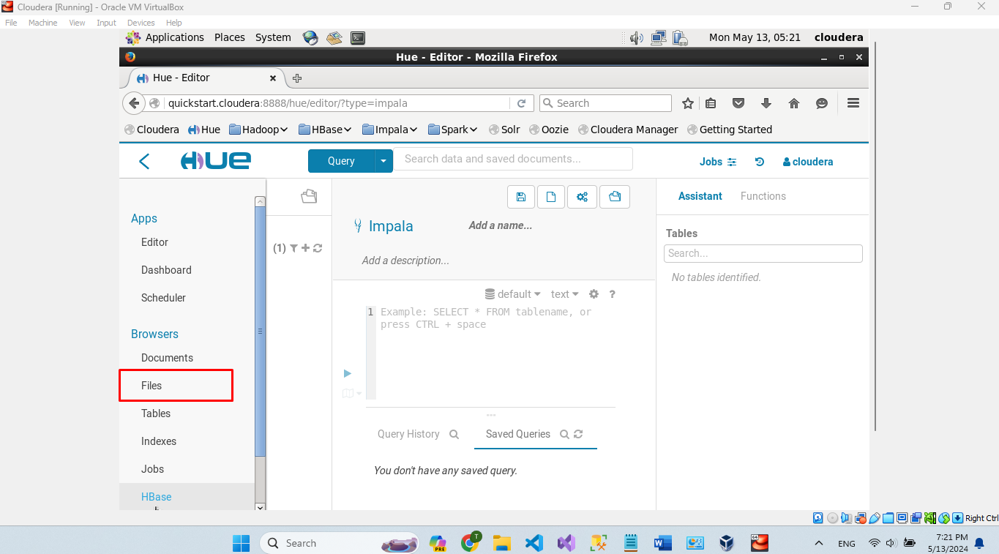 Cloudera [Running] - Oracle VM VirtualBox
File Machine View Input Devices Help
Applications Places System Mon May 13, 05:21 cloudera
Hue - Editor - Mozilla Firefox
Hue - Editor
quickstart.cloudera:8888/hue/editor/?type=impala Search
Cloudera Hue Hadoop HBase Impala Spark Solr Oozie Cloudera Manager Getting Started
HUE Query Search data and saved documents... Jobs cloudera
Apps
Editor
Dashboard
Scheduler
Browsers
Documents
Files
Tables
Indexes
Jobs
HBase
(1)
Impala Add a name...
Add a description...
default text ?
1 Example: SELECT * FROM tablename, or
press CTRL + space
Query History Saved Queries
You don't have any saved query.
Assistant Functions
Tables
Search...
No tables identified.
Right Ctrl
Search PRE T 64 ENG 7:21 PM
5/13/2024